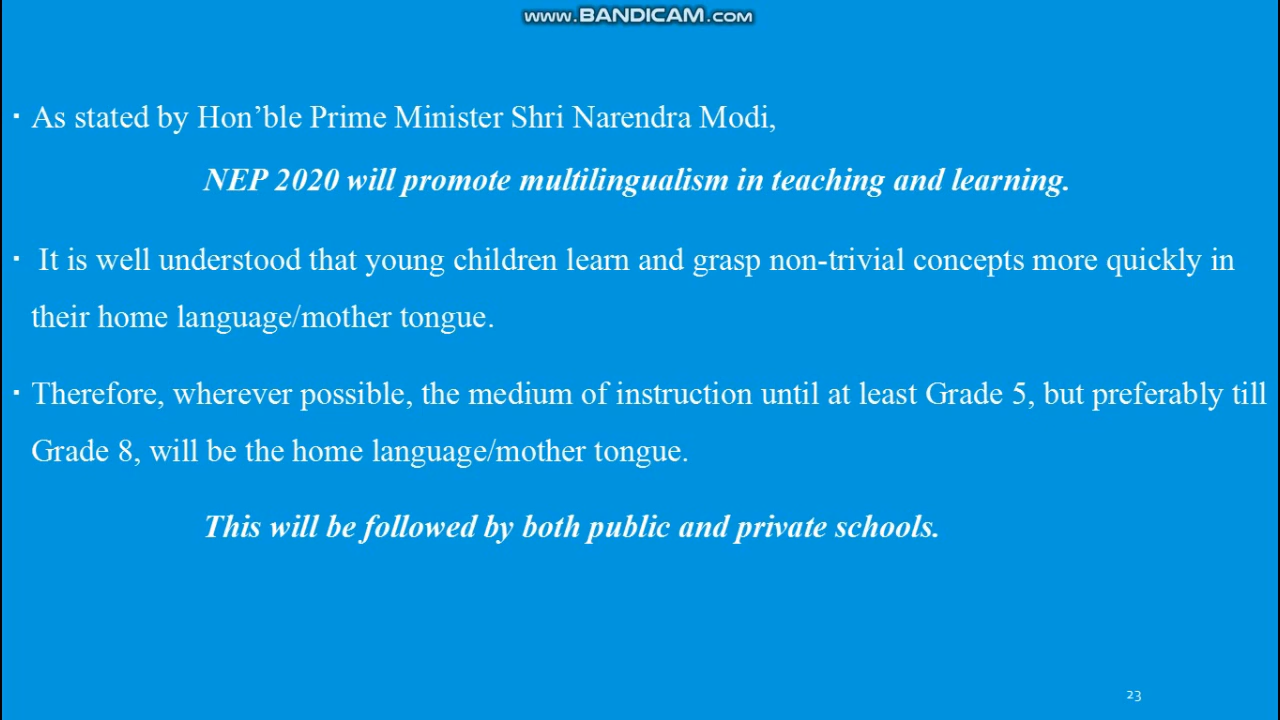 www.BANDICAM.com
▪ As stated by Hon’ble Prime Minister Shri Narendra Modi,
NEP 2020 will promote multilingualism in teaching and learning.
▪ It is well understood that young children learn and grasp non-trivial concepts more quickly in
their home language/mother tongue.
▪ Therefore, wherever possible, the medium of instruction until at least Grade 5, but preferably till
Grade 8, will be the home language/mother tongue.
This will be followed by both public and private schools.
23